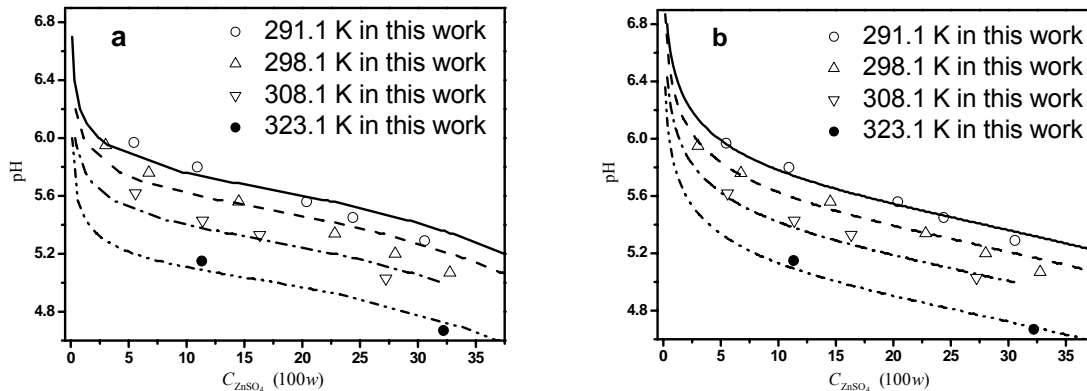 a
291.1 K in this work
298.1 K in this work
308.1 K in this work
323.1 K in this work
6.8
6.4
6.0
5.6
5.2
4.8
pH
0 5 10 15 20 25 30 35
C_ZnSO₄ (100w)
b
291.1 K in this work
298.1 K in this work
308.1 K in this work
323.1 K in this work
6.8
6.4
6.0
5.6
5.2
4.8
pH
0 5 10 15 20 25 30 35
C_ZnSO₄ (100w)